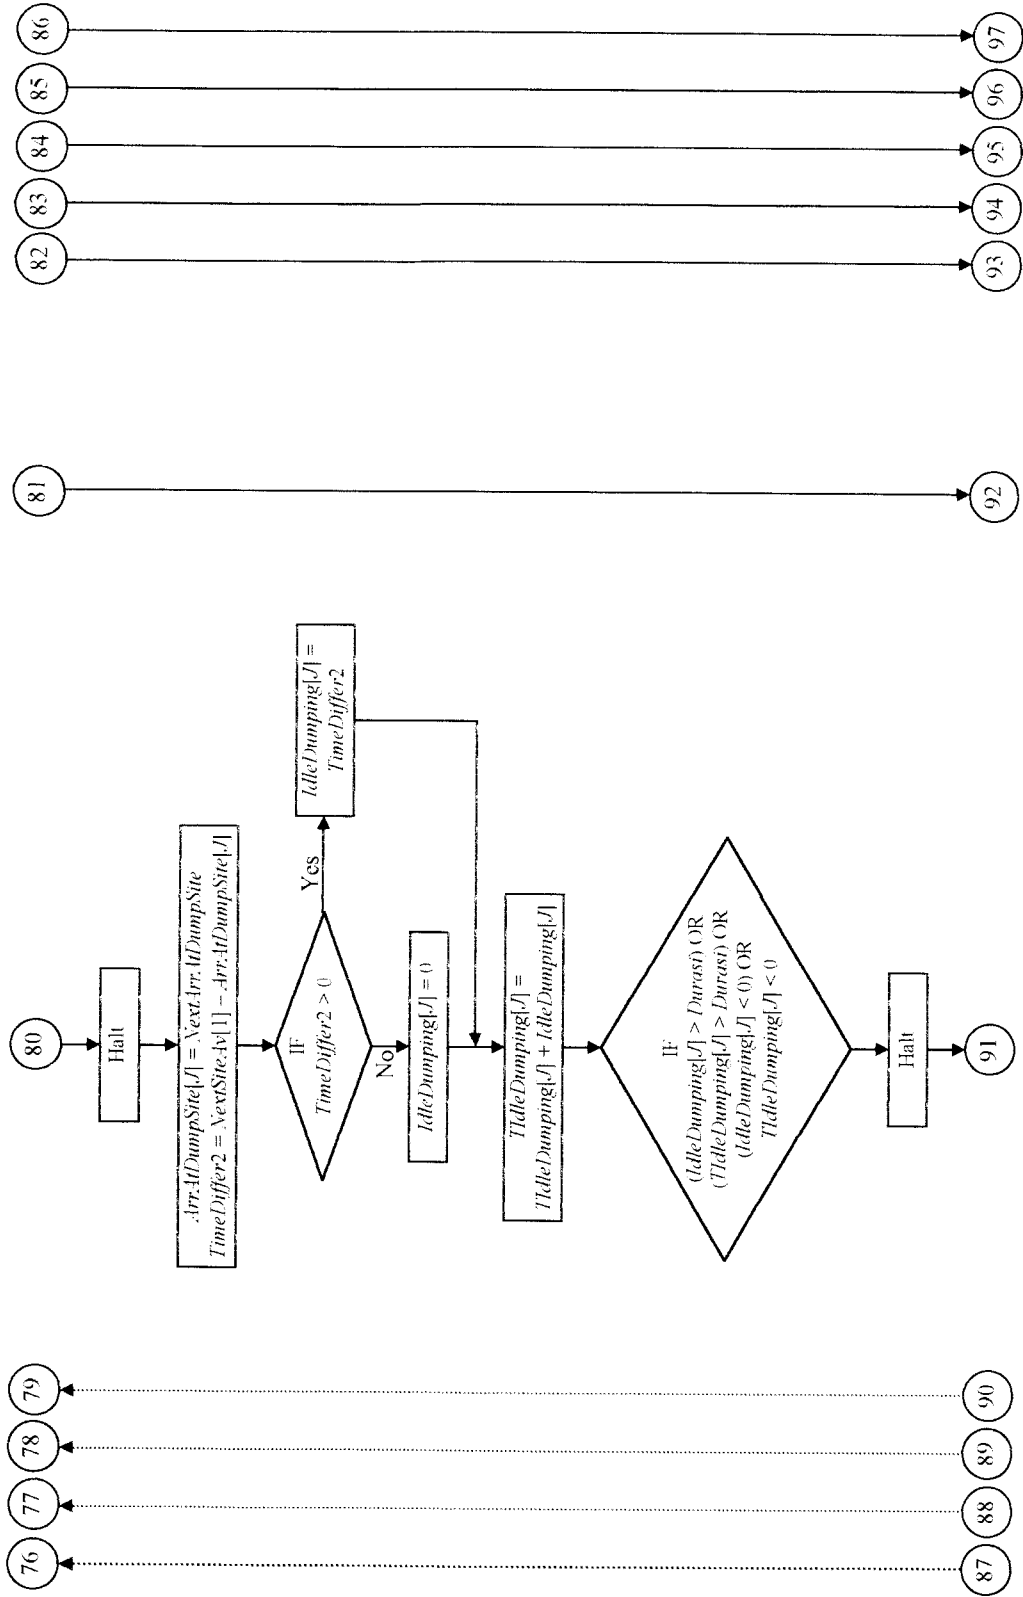 76
77
78
79
80
81
82
83
84
85
86
Halt
ArrAtDumpSite[J] = NextArrAtDumpSite
TimeDiffer2 = NextSiteAv[1] – ArrAtDumpSite[J]
IF
TimeDiffer2 > 0
Yes
IdleDumping[J] =
TimeDiffer2
No
IdleDumping[J] = 0
TIdleDumping[J] =
TIdleDumping[J] + IdleDumping[J]
IF
(IdleDumping[J] > Durasi) OR
(TIdleDumping[J] > Durasi) OR
(IdleDumping[J] < 0) OR
TIdleDumping[J] < 0
Halt
87
88
89
90
91
92
93
94
95
96
97